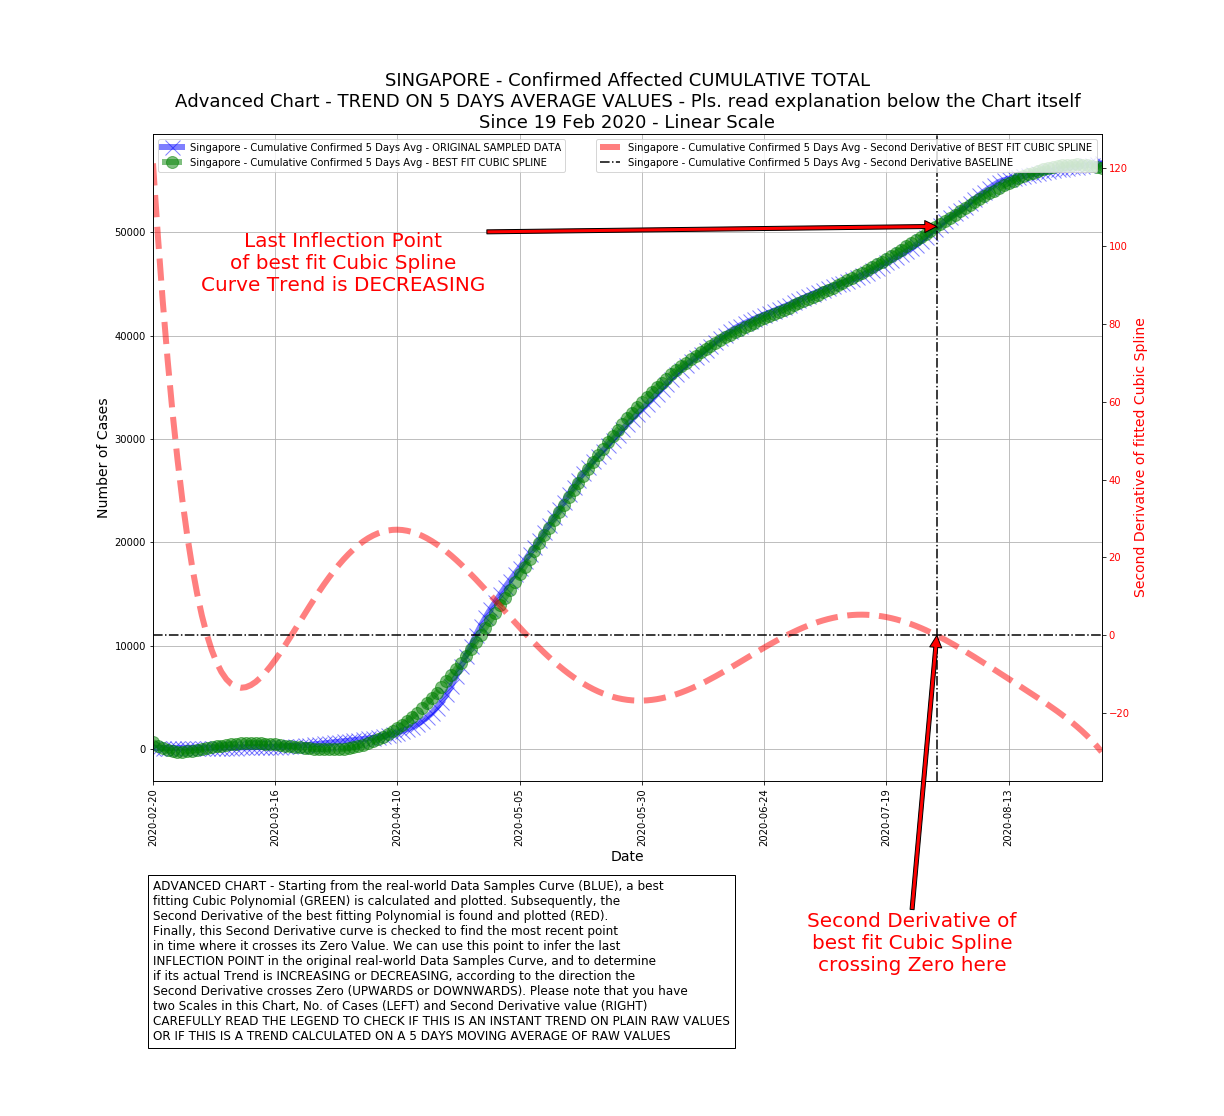 SINGAPORE - Confirmed Affected CUMULATIVE TOTAL
Advanced Chart - TREND ON 5 DAYS AVERAGE VALUES - Pls. read explanation below the Chart itself
Since 19 Feb 2020 - Linear Scale
Singapore - Cumulative Confirmed 5 Days Avg - ORIGINAL SAMPLED DATA
Singapore - Cumulative Confirmed 5 Days Avg - BEST FIT CUBIC SPLINE
Singapore - Cumulative Confirmed 5 Days Avg - Second Derivative of BEST FIT CUBIC SPLINE
Singapore - Cumulative Confirmed 5 Days Avg - Second Derivative BASELINE
Last Inflection Point
of best fit Cubic Spline
Curve Trend is DECREASING
Number of Cases
50000
40000
30000
20000
10000
0
120
100
80
60
40
20
0
−20
Second Derivative of fitted Cubic Spline
2020-02-20
2020-03-16
2020-04-10
2020-05-05
2020-05-30
2020-06-24
2020-07-19
2020-08-13
Date
ADVANCED CHART - Starting from the real-world Data Samples Curve (BLUE), a best
fitting Cubic Polynomial (GREEN) is calculated and plotted. Subsequently, the
Second Derivative of the best fitting Polynomial is found and plotted (RED).
Finally, this Second Derivative curve is checked to find the most recent point
in time where it crosses its Zero Value. We can use this point to infer the last
INFLECTION POINT in the original real-world Data Samples Curve, and to determine
if its actual Trend is INCREASING or DECREASING, according to the direction the
Second Derivative crosses Zero (UPWARDS or DOWNWARDS). Please note that you have
two Scales in this Chart, No. of Cases (LEFT) and Second Derivative value (RIGHT)
CAREFULLY READ THE LEGEND TO CHECK IF THIS IS AN INSTANT TREND ON PLAIN RAW VALUES
OR IF THIS IS A TREND CALCULATED ON A 5 DAYS MOVING AVERAGE OF RAW VALUES
Second Derivative of
best fit Cubic Spline
crossing Zero here